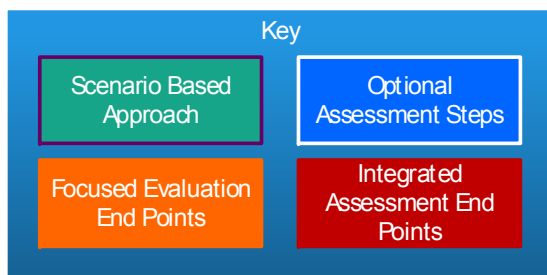 Key
Scenario Based
Approach
Optional
Assessment Steps
Focused Evaluation
End Points
Integrated
Assessment End
Points